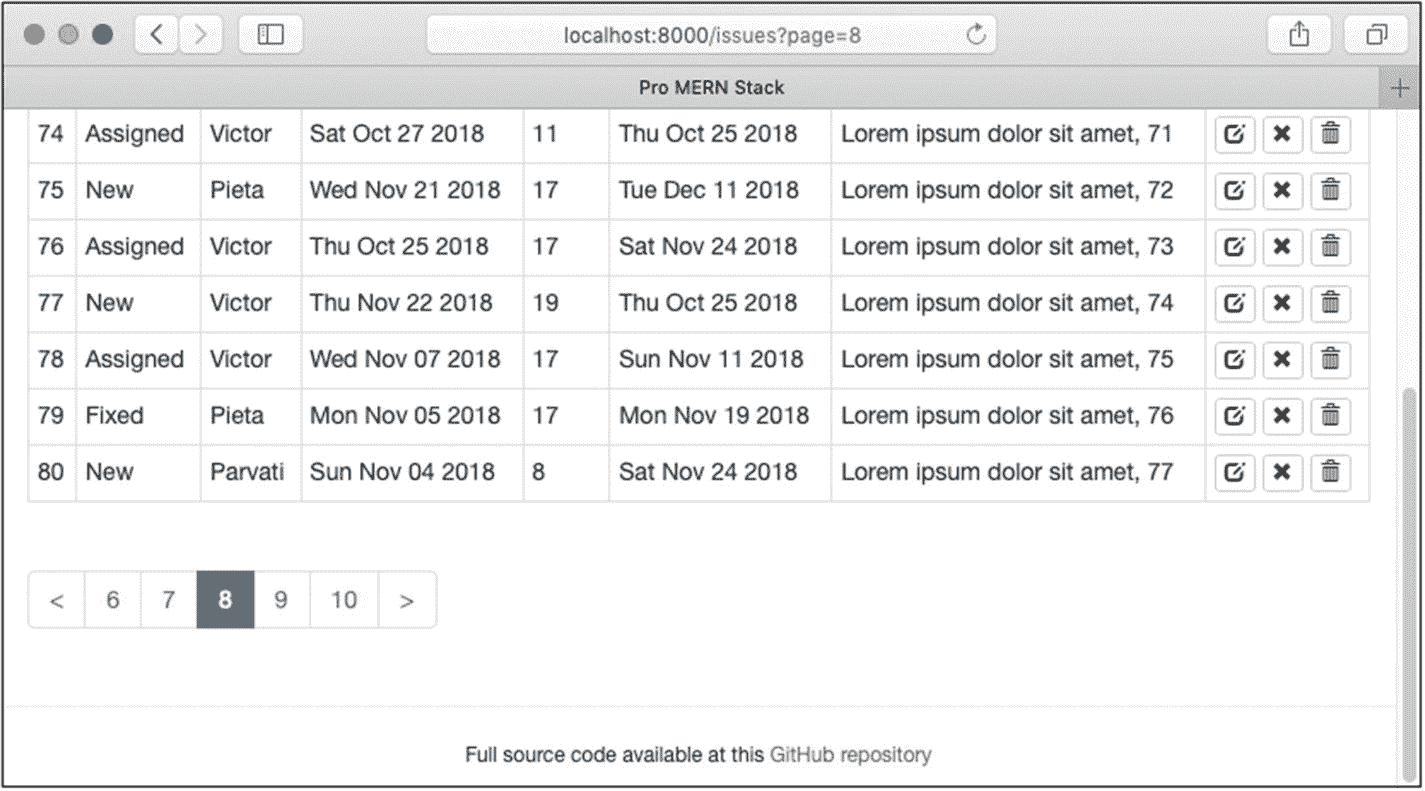 localhost:8000/issues?page=8
Pro MERN Stack
74 Assigned Victor Sat Oct 27 2018 11 Thu Oct 25 2018 Lorem ipsum dolor sit amet, 71
75 New Pieta Wed Nov 21 2018 17 Tue Dec 11 2018 Lorem ipsum dolor sit amet, 72
76 Assigned Victor Thu Oct 25 2018 17 Sat Nov 24 2018 Lorem ipsum dolor sit amet, 73
77 New Victor Thu Nov 22 2018 19 Thu Oct 25 2018 Lorem ipsum dolor sit amet, 74
78 Assigned Victor Wed Nov 07 2018 17 Sun Nov 11 2018 Lorem ipsum dolor sit amet, 75
79 Fixed Pieta Mon Nov 05 2018 17 Mon Nov 19 2018 Lorem ipsum dolor sit amet, 76
80 New Parvati Sun Nov 04 2018 8 Sat Nov 24 2018 Lorem ipsum dolor sit amet, 77
< 6 7 8 9 10 >
Full source code available at this GitHub repository